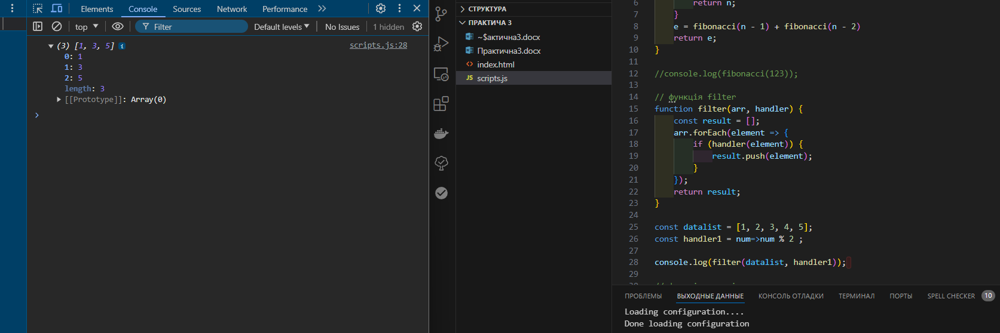 Elements Console Sources Network Performance
top Filter Default levels No Issues 1 hidden
(3) [1, 3, 5] i scripts.js:28
0: 1
1: 3
2: 5
length: 3
[[Prototype]]: Array(0)
СТРУКТУРА
ПРАКТИЧА 3
~$актична3.docx
Практична3.docx
index.html
JS scripts.js
6 return n;
7 }
8 e = fibonacci(n - 1) + fibonacci(n - 2)
9 return e;
10 }
11
12 //console.log(fibonacci(123));
13
14 // функція filter
15 function filter(arr, handler) {
16 const result = [];
17 arr.forEach(element => {
18 if (handler(element)) {
19 result.push(element);
20 }
21 });
22 return result;
23 }
24
25 const datalist = [1, 2, 3, 4, 5];
26 const handler1 = num=>num % 2 ;
27
28 console.log(filter(datalist, handler1));
29
ПРОБЛЕМЫ ВЫХОДНЫЕ ДАННЫЕ КОНСОЛЬ ОТЛАДКИ ТЕРМИНАЛ ПОРТЫ SPELL CHECKER 10
Loading configuration....
Done loading configuration